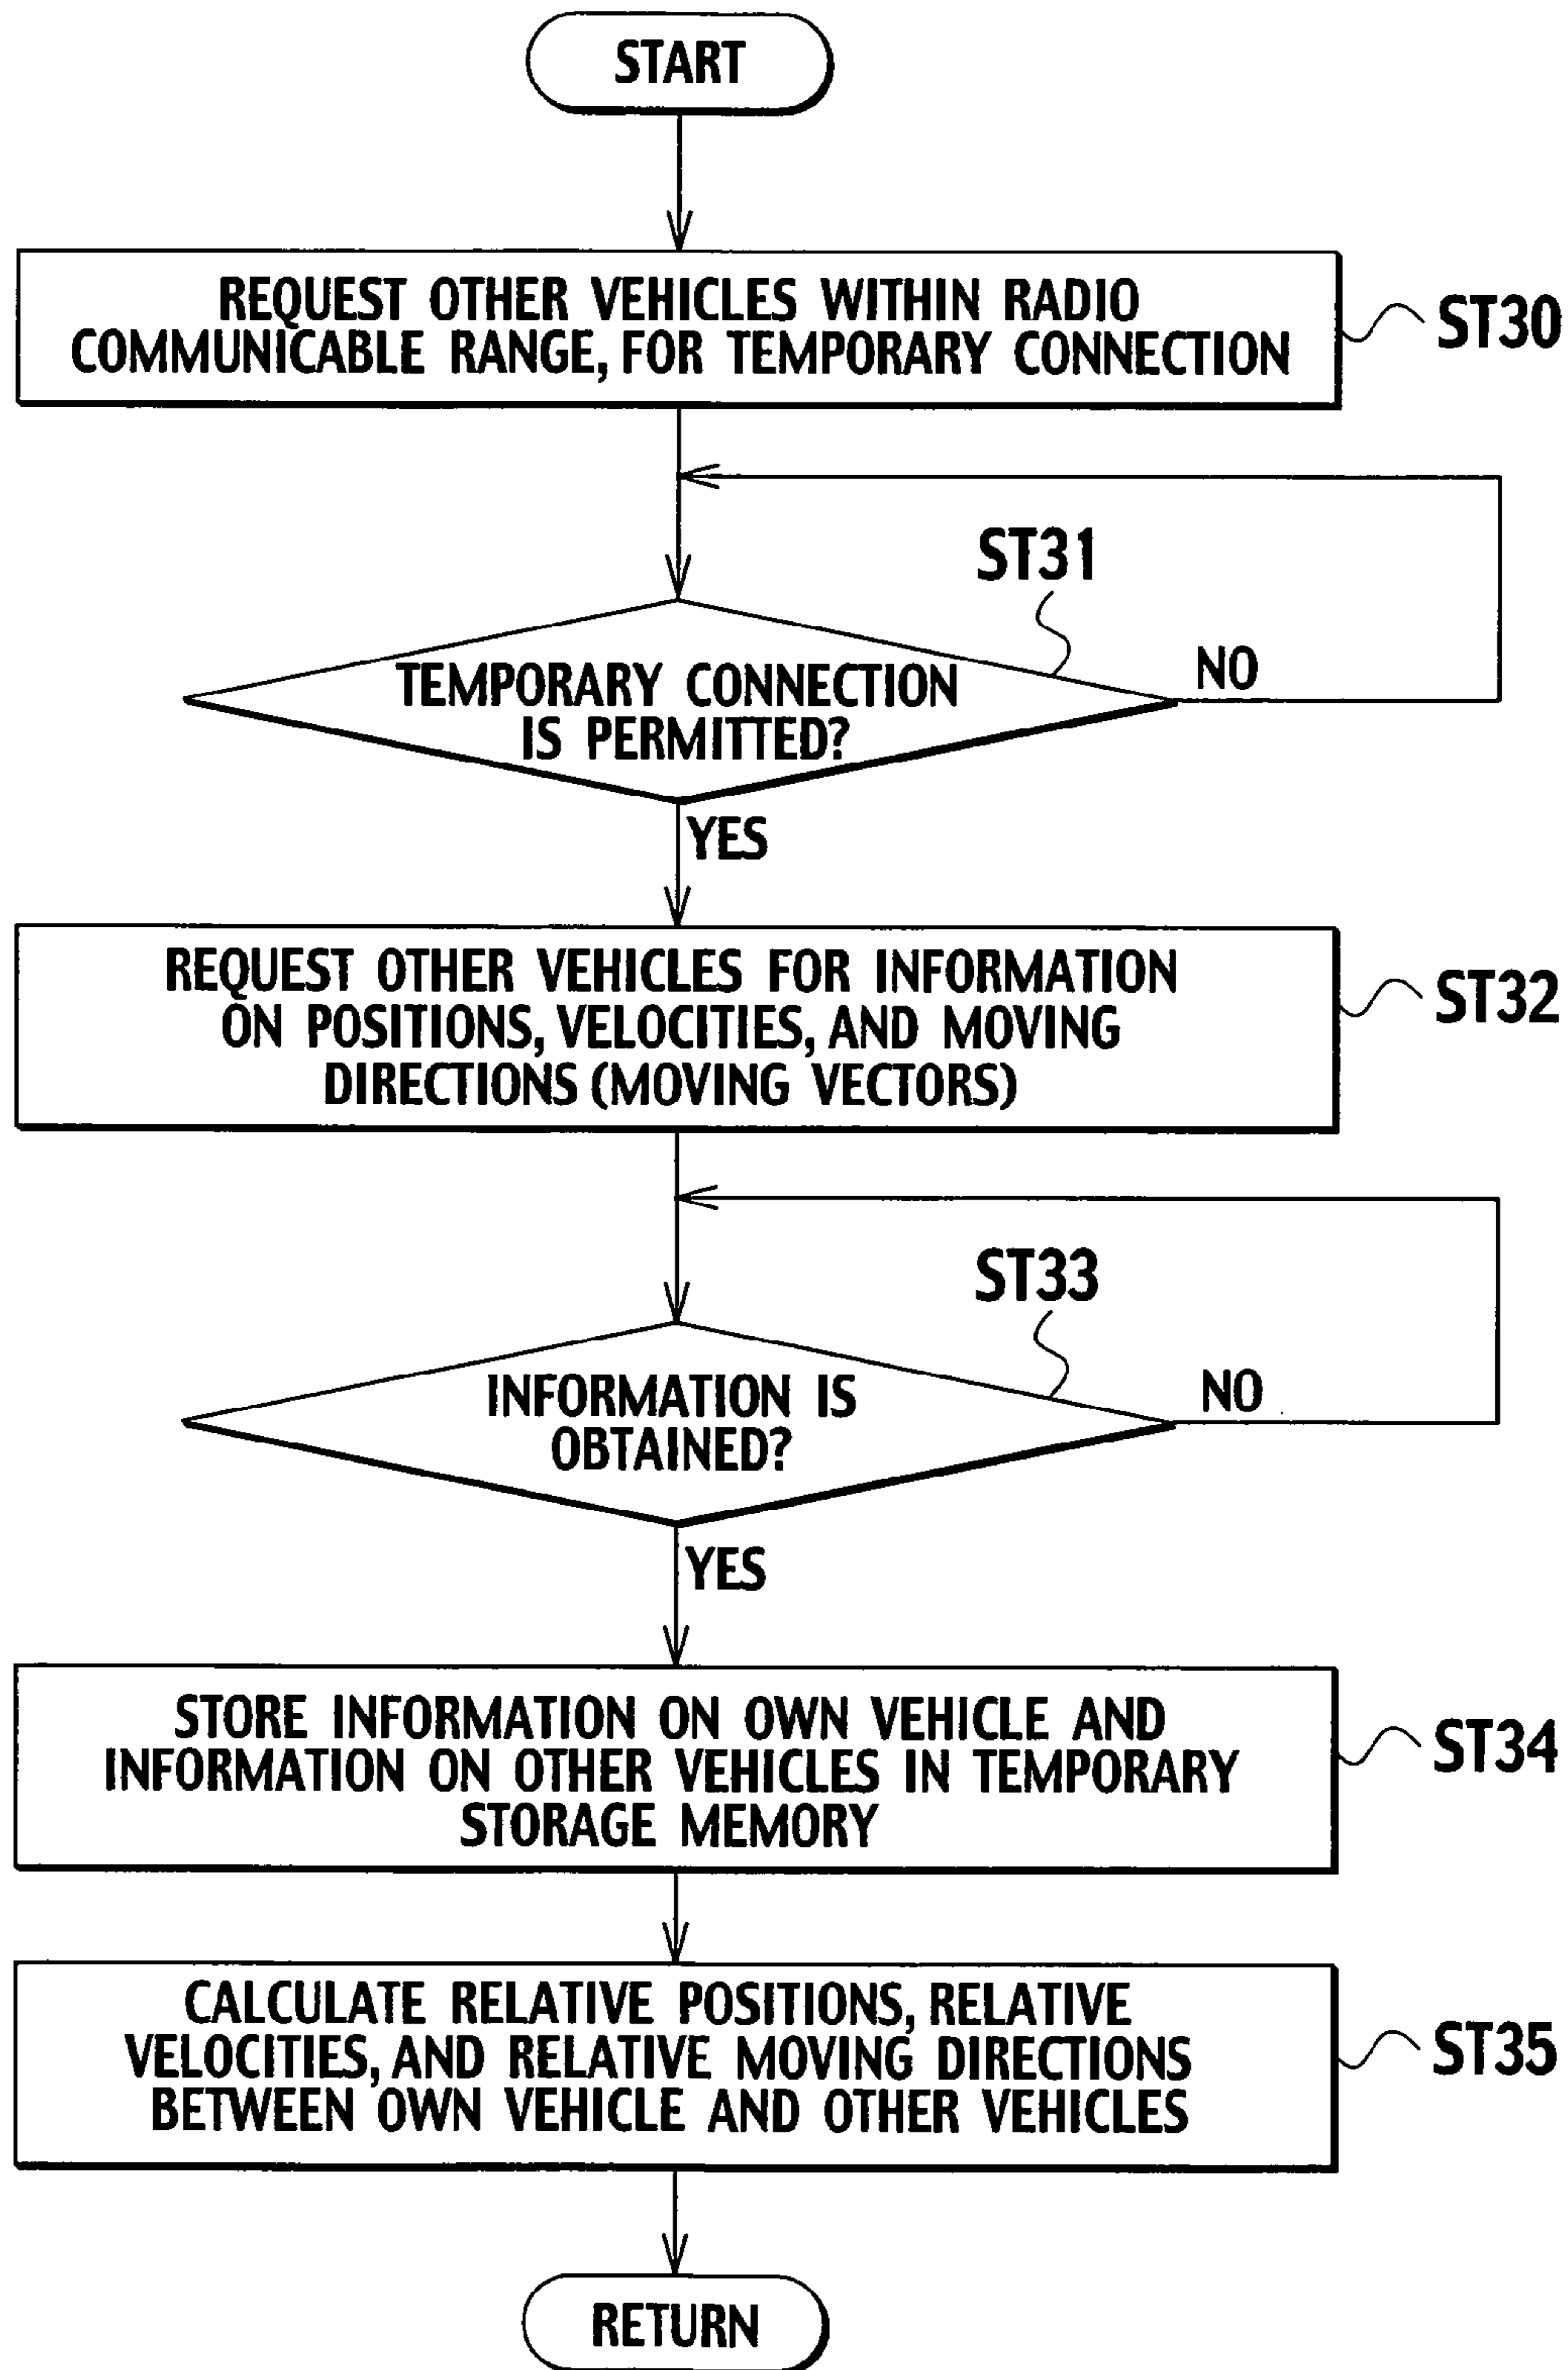 START
REQUEST OTHER VEHICLES WITHIN RADIO
COMMUNICABLE RANGE, FOR TEMPORARY CONNECTION
ST30
ST31
TEMPORARY CONNECTION
IS PERMITTED?
NO
YES
REQUEST OTHER VEHICLES FOR INFORMATION
ON POSITIONS, VELOCITIES, AND MOVING
DIRECTIONS (MOVING VECTORS)
ST32
ST33
INFORMATION IS
OBTAINED?
NO
YES
STORE INFORMATION ON OWN VEHICLE AND
INFORMATION ON OTHER VEHICLES IN TEMPORARY
STORAGE MEMORY
ST34
CALCULATE RELATIVE POSITIONS, RELATIVE
VELOCITIES, AND RELATIVE MOVING DIRECTIONS
BETWEEN OWN VEHICLE AND OTHER VEHICLES
ST35
RETURN